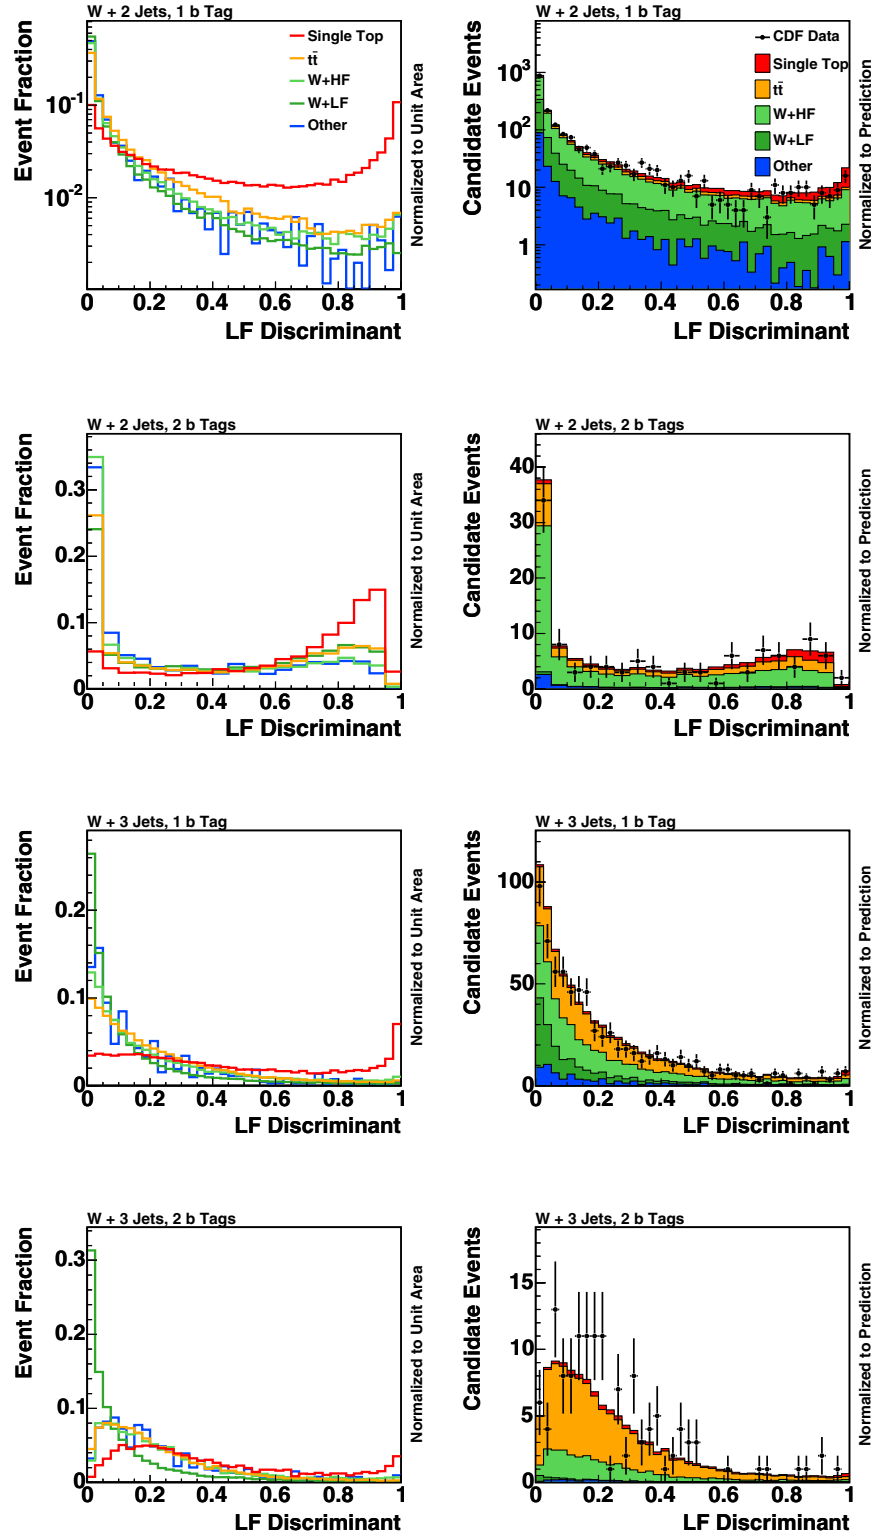 W + 2 Jets, 1 b Tag
Event Fraction
10⁻¹
10⁻²
Single Top
tt̄
W+HF
W+LF
Other
Normalized to Unit Area
0 0.2 0.4 0.6 0.8 1
LF Discriminant
W + 2 Jets, 1 b Tag
Candidate Events
10³
10²
10
1
CDF Data
Single Top
tt̄
W+HF
W+LF
Other
Normalized to Prediction
0 0.2 0.4 0.6 0.8 1
LF Discriminant
W + 2 Jets, 2 b Tags
Event Fraction
0.3
0.2
0.1
0
Normalized to Unit Area
0 0.2 0.4 0.6 0.8 1
LF Discriminant
W + 2 Jets, 2 b Tags
Candidate Events
40
30
20
10
0
Normalized to Prediction
0 0.2 0.4 0.6 0.8 1
LF Discriminant
W + 3 Jets, 1 b Tag
Event Fraction
0.2
0.1
0
Normalized to Unit Area
0 0.2 0.4 0.6 0.8 1
LF Discriminant
W + 3 Jets, 1 b Tag
Candidate Events
100
50
0
Normalized to Prediction
0 0.2 0.4 0.6 0.8 1
LF Discriminant
W + 3 Jets, 2 b Tags
Event Fraction
0.3
0.2
0.1
0
Normalized to Unit Area
0 0.2 0.4 0.6 0.8 1
LF Discriminant
W + 3 Jets, 2 b Tags
Candidate Events
15
10
5
0
Normalized to Prediction
0 0.2 0.4 0.6 0.8 1
LF Discriminant